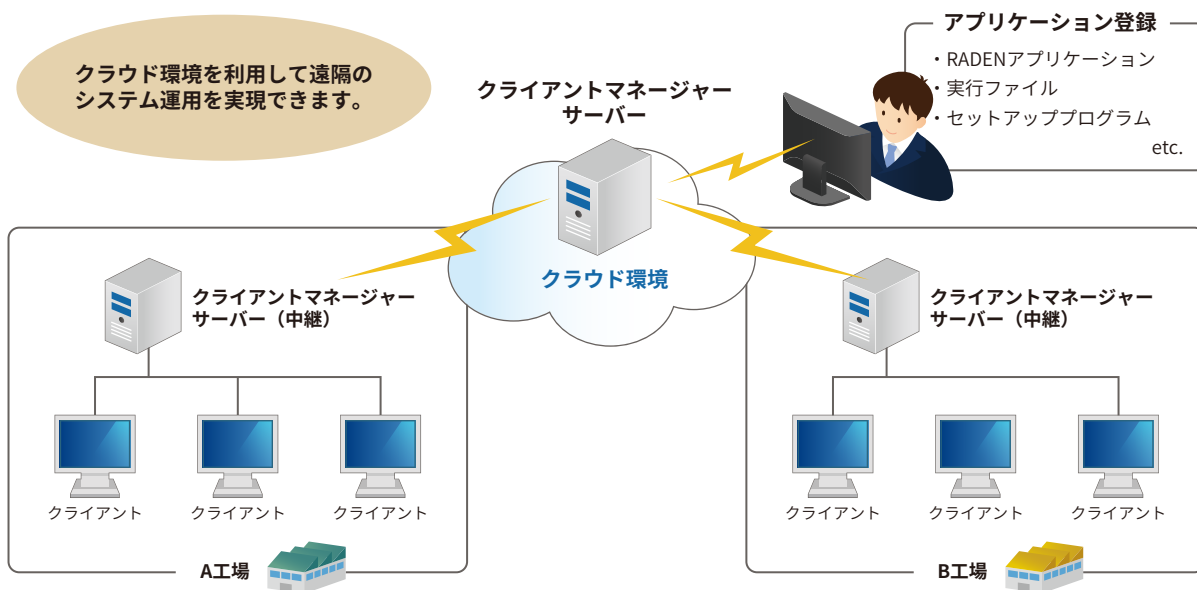 クラウド環境を利用して遠隔の
システム運用を実現できます。
クライアントマネージャー
サーバー
アプリケーション登録
・RADENアプリケーション
・実行ファイル
・セットアッププログラム
etc.
クラウド環境
クライアントマネージャー
サーバー（中継）
クライアント
クライアント
クライアント
A工場
クライアントマネージャー
サーバー（中継）
クライアント
クライアント
クライアント
B工場